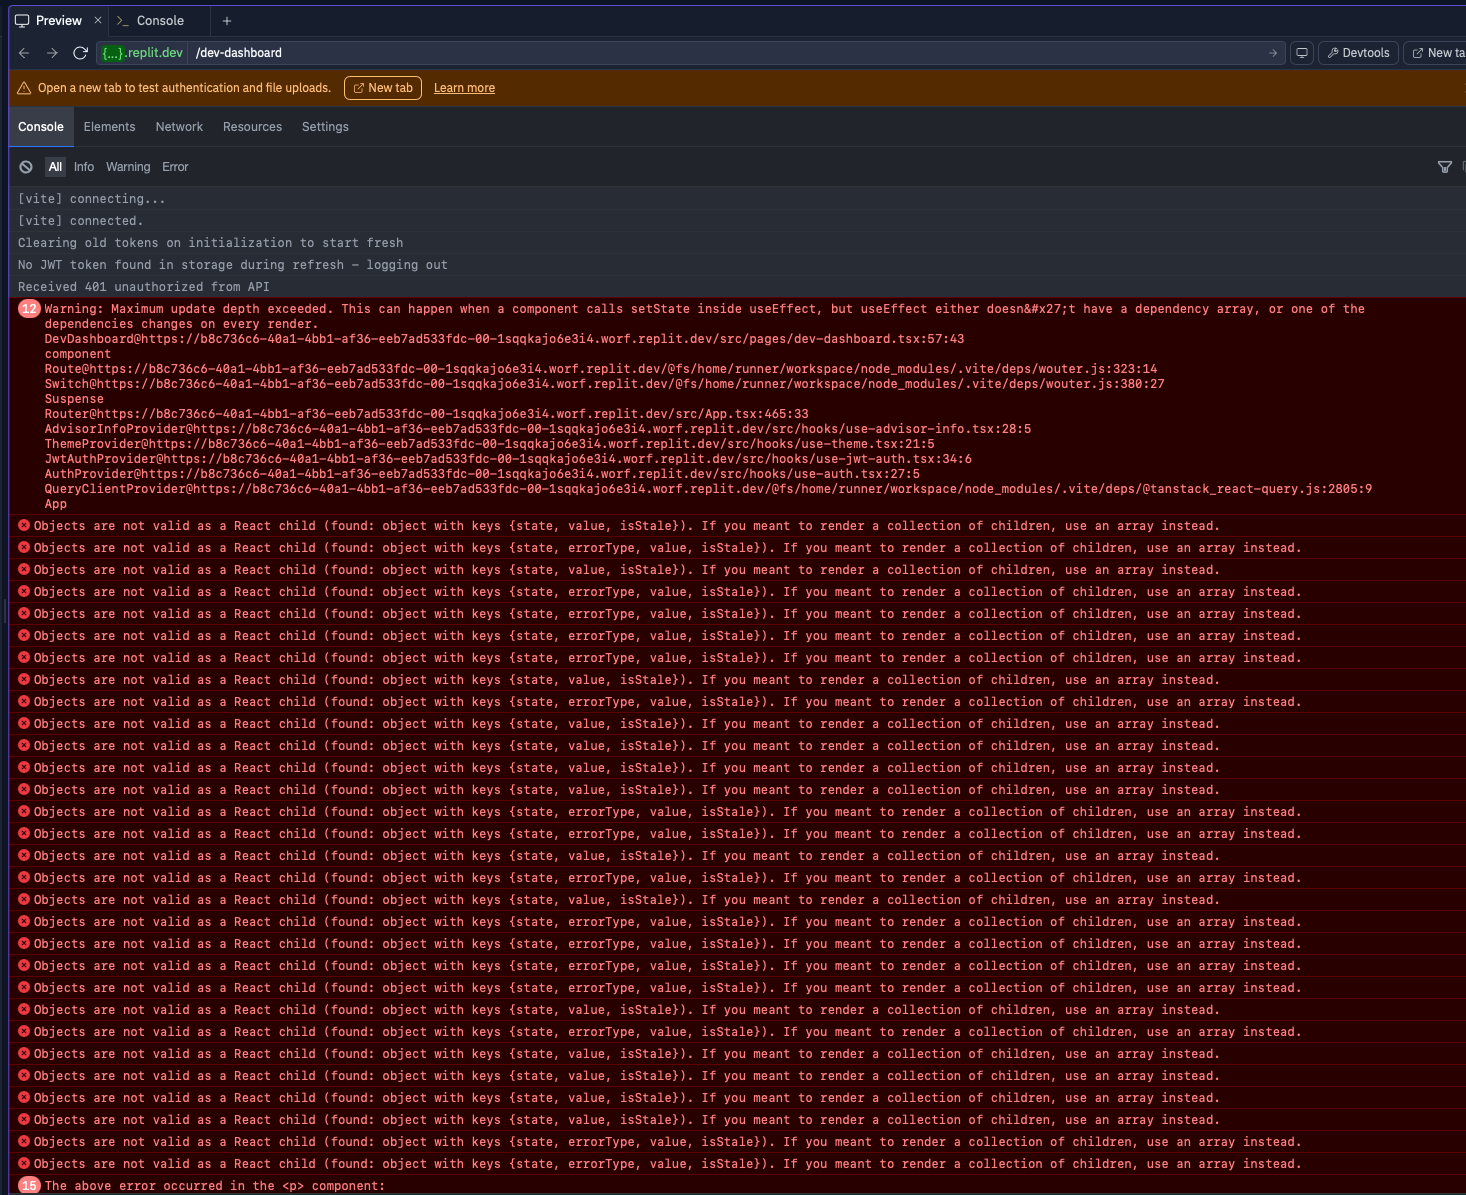 Preview × >_ Console +
{...}.replit.dev /dev-dashboard Devtools New ta
Open a new tab to test authentication and file uploads. New tab Learn more
Console Elements Network Resources Settings
All Info Warning Error
[vite] connecting...
[vite] connected.
Clearing old tokens on initialization to start fresh
No JWT token found in storage during refresh – logging out
Received 401 unauthorized from API
12 Warning: Maximum update depth exceeded. This can happen when a component calls setState inside useEffect, but useEffect either doesn&#x27;t have a dependency array, or one of the
dependencies changes on every render.
DevDashboard@https://b8c736c6-40a1-4bb1-af36-eeb7ad533fdc-00-1sqqkajo6e3i4.worf.replit.dev/src/pages/dev-dashboard.tsx:57:43
component
Route@https://b8c736c6-40a1-4bb1-af36-eeb7ad533fdc-00-1sqqkajo6e3i4.worf.replit.dev/@fs/home/runner/workspace/node_modules/.vite/deps/wouter.js:323:14
Switch@https://b8c736c6-40a1-4bb1-af36-eeb7ad533fdc-00-1sqqkajo6e3i4.worf.replit.dev/@fs/home/runner/workspace/node_modules/.vite/deps/wouter.js:380:27
Suspense
Router@https://b8c736c6-40a1-4bb1-af36-eeb7ad533fdc-00-1sqqkajo6e3i4.worf.replit.dev/src/App.tsx:465:33
AdvisorInfoProvider@https://b8c736c6-40a1-4bb1-af36-eeb7ad533fdc-00-1sqqkajo6e3i4.worf.replit.dev/src/hooks/use-advisor-info.tsx:28:5
ThemeProvider@https://b8c736c6-40a1-4bb1-af36-eeb7ad533fdc-00-1sqqkajo6e3i4.worf.replit.dev/src/hooks/use-theme.tsx:21:5
JwtAuthProvider@https://b8c736c6-40a1-4bb1-af36-eeb7ad533fdc-00-1sqqkajo6e3i4.worf.replit.dev/src/hooks/use-jwt-auth.tsx:34:6
AuthProvider@https://b8c736c6-40a1-4bb1-af36-eeb7ad533fdc-00-1sqqkajo6e3i4.worf.replit.dev/src/hooks/use-auth.tsx:27:5
QueryClientProvider@https://b8c736c6-40a1-4bb1-af36-eeb7ad533fdc-00-1sqqkajo6e3i4.worf.replit.dev/@fs/home/runner/workspace/node_modules/.vite/deps/@tanstack_react-query.js:2805:9
App
Objects are not valid as a React child (found: object with keys {state, value, isStale}). If you meant to render a collection of children, use an array instead.
Objects are not valid as a React child (found: object with keys {state, errorType, value, isStale}). If you meant to render a collection of children, use an array instead.
Objects are not valid as a React child (found: object with keys {state, value, isStale}). If you meant to render a collection of children, use an array instead.
Objects are not valid as a React child (found: object with keys {state, errorType, value, isStale}). If you meant to render a collection of children, use an array instead.
Objects are not valid as a React child (found: object with keys {state, errorType, value, isStale}). If you meant to render a collection of children, use an array instead.
Objects are not valid as a React child (found: object with keys {state, errorType, value, isStale}). If you meant to render a collection of children, use an array instead.
Objects are not valid as a React child (found: object with keys {state, errorType, value, isStale}). If you meant to render a collection of children, use an array instead.
Objects are not valid as a React child (found: object with keys {state, value, isStale}). If you meant to render a collection of children, use an array instead.
Objects are not valid as a React child (found: object with keys {state, errorType, value, isStale}). If you meant to render a collection of children, use an array instead.
Objects are not valid as a React child (found: object with keys {state, value, isStale}). If you meant to render a collection of children, use an array instead.
Objects are not valid as a React child (found: object with keys {state, value, isStale}). If you meant to render a collection of children, use an array instead.
Objects are not valid as a React child (found: object with keys {state, value, isStale}). If you meant to render a collection of children, use an array instead.
Objects are not valid as a React child (found: object with keys {state, value, isStale}). If you meant to render a collection of children, use an array instead.
Objects are not valid as a React child (found: object with keys {state, errorType, value, isStale}). If you meant to render a collection of children, use an array instead.
Objects are not valid as a React child (found: object with keys {state, errorType, value, isStale}). If you meant to render a collection of children, use an array instead.
Objects are not valid as a React child (found: object with keys {state, value, isStale}). If you meant to render a collection of children, use an array instead.
Objects are not valid as a React child (found: object with keys {state, errorType, value, isStale}). If you meant to render a collection of children, use an array instead.
Objects are not valid as a React child (found: object with keys {state, value, isStale}). If you meant to render a collection of children, use an array instead.
Objects are not valid as a React child (found: object with keys {state, errorType, value, isStale}). If you meant to render a collection of children, use an array instead.
Objects are not valid as a React child (found: object with keys {state, value, isStale}). If you meant to render a collection of children, use an array instead.
Objects are not valid as a React child (found: object with keys {state, errorType, value, isStale}). If you meant to render a collection of children, use an array instead.
Objects are not valid as a React child (found: object with keys {state, errorType, value, isStale}). If you meant to render a collection of children, use an array instead.
Objects are not valid as a React child (found: object with keys {state, value, isStale}). If you meant to render a collection of children, use an array instead.
Objects are not valid as a React child (found: object with keys {state, errorType, value, isStale}). If you meant to render a collection of children, use an array instead.
Objects are not valid as a React child (found: object with keys {state, value, isStale}). If you meant to render a collection of children, use an array instead.
Objects are not valid as a React child (found: object with keys {state, value, isStale}). If you meant to render a collection of children, use an array instead.
Objects are not valid as a React child (found: object with keys {state, value, isStale}). If you meant to render a collection of children, use an array instead.
Objects are not valid as a React child (found: object with keys {state, value, isStale}). If you meant to render a collection of children, use an array instead.
Objects are not valid as a React child (found: object with keys {state, errorType, value, isStale}). If you meant to render a collection of children, use an array instead.
Objects are not valid as a React child (found: object with keys {state, errorType, value, isStale}). If you meant to render a collection of children, use an array instead.
15 The above error occurred in the <p> component: